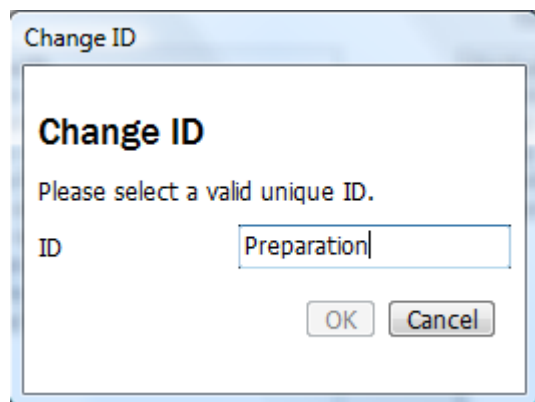 Change ID
Change ID
Please select a valid unique ID.
ID Preparation
OK Cancel